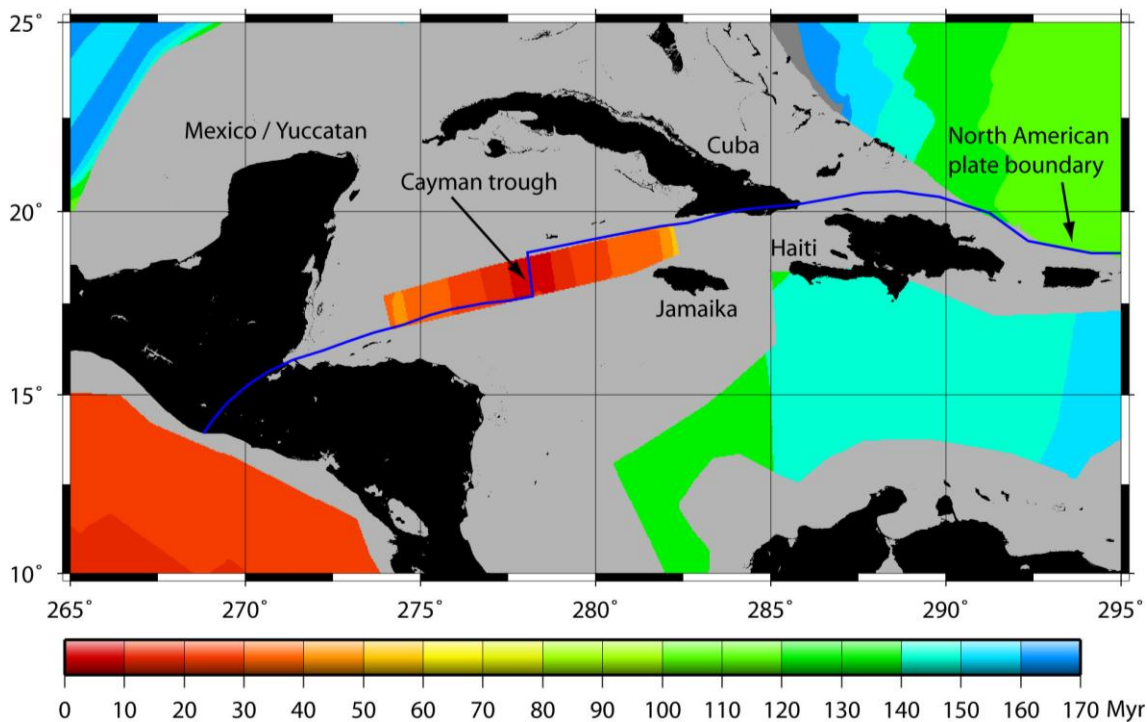 25°
Mexico / Yuccatan
Cuba
North American
plate boundary
Cayman trough
20°
Haiti
Jamaika
15°
10°
265° 270° 275° 280° 285° 290° 295°
0 10 20 30 40 50 60 70 80 90 100 110 120 130 140 150 160 170 Myr